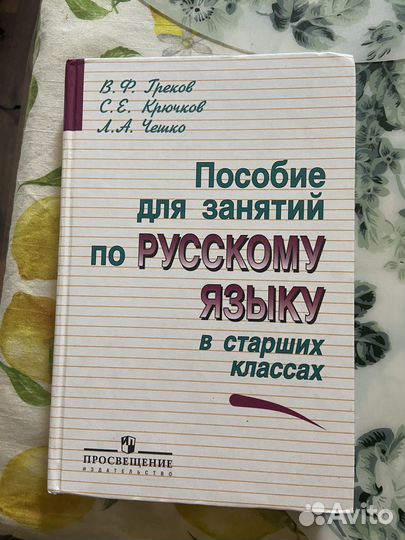 В. Ф. Греков
С. Е. Крючков
Л. А. Чешко
Пособие
для занятий
по РУССКОМУ
ЯЗЫКУ
в старших
классах
ПРОСВЕЩЕНИЕ
ИЗДАТЕЛЬСТВО
Avito